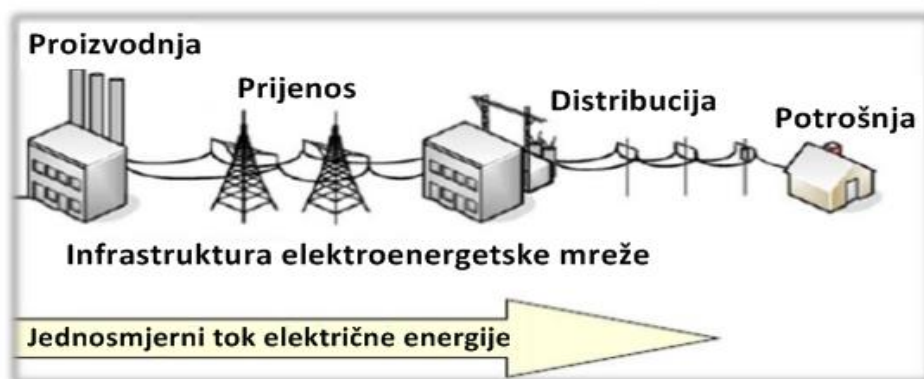 Proizvodnja
Prijenos
Distribucija
Potrošnja
Infrastruktura elektroenergetske mreže
Jednosmjerni tok električne energije